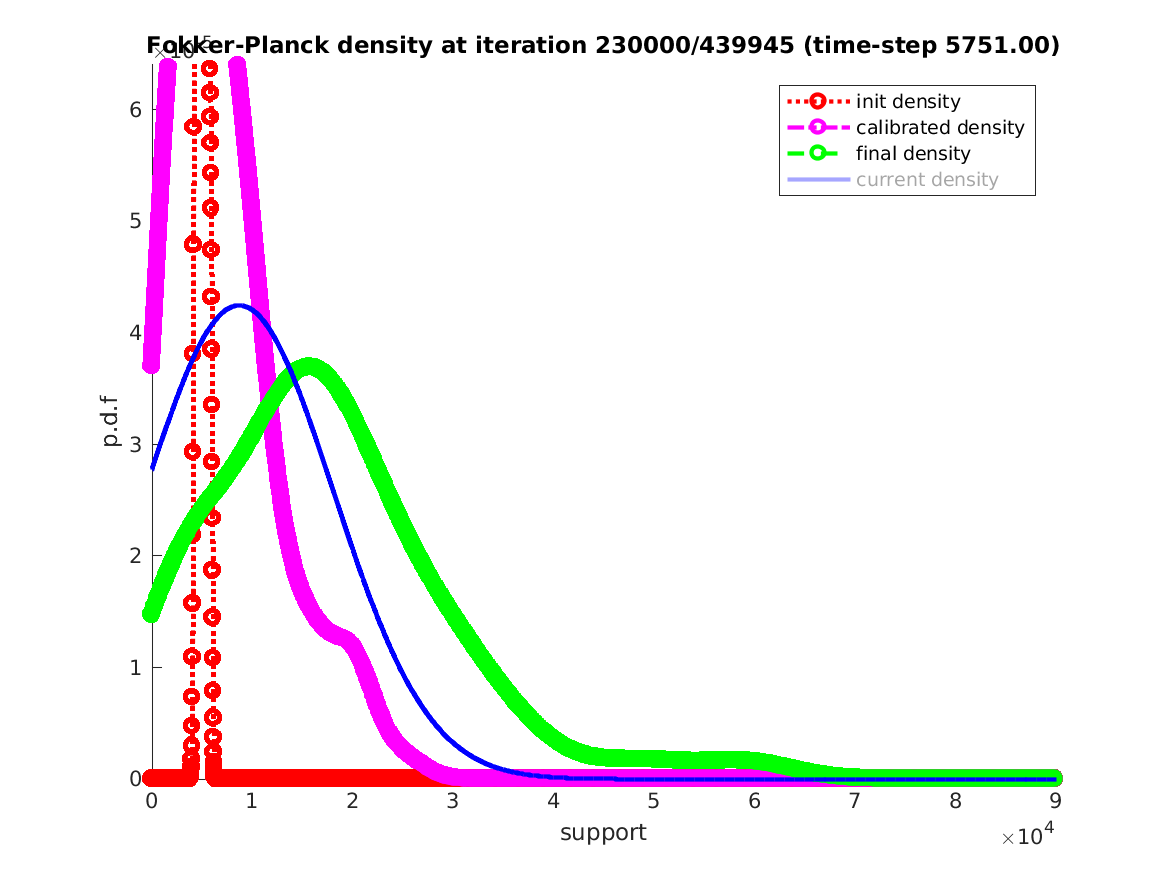 Fokker-Planck density at iteration 230000/439945 (time-step 5751.00)
init density
calibrated density
final density
current density
6
5
4
3
2
1
0
p.d.f
0 1 2 3 4 5 6 7 8 9
support
×10^4